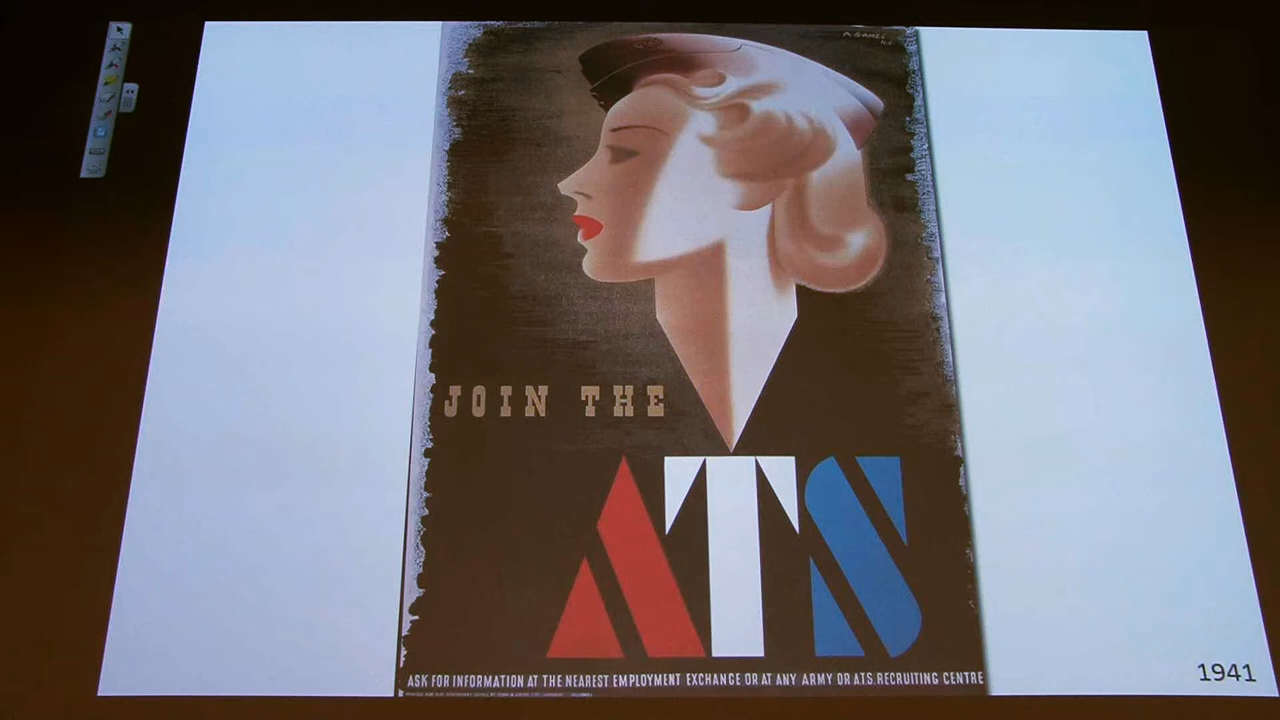 A GAMES
JOIN THE
ATS
ASK FOR INFORMATION AT THE NEAREST EMPLOYMENT EXCHANGE OR AT ANY ARMY OR ATS RECRUITING CENTRE
1941